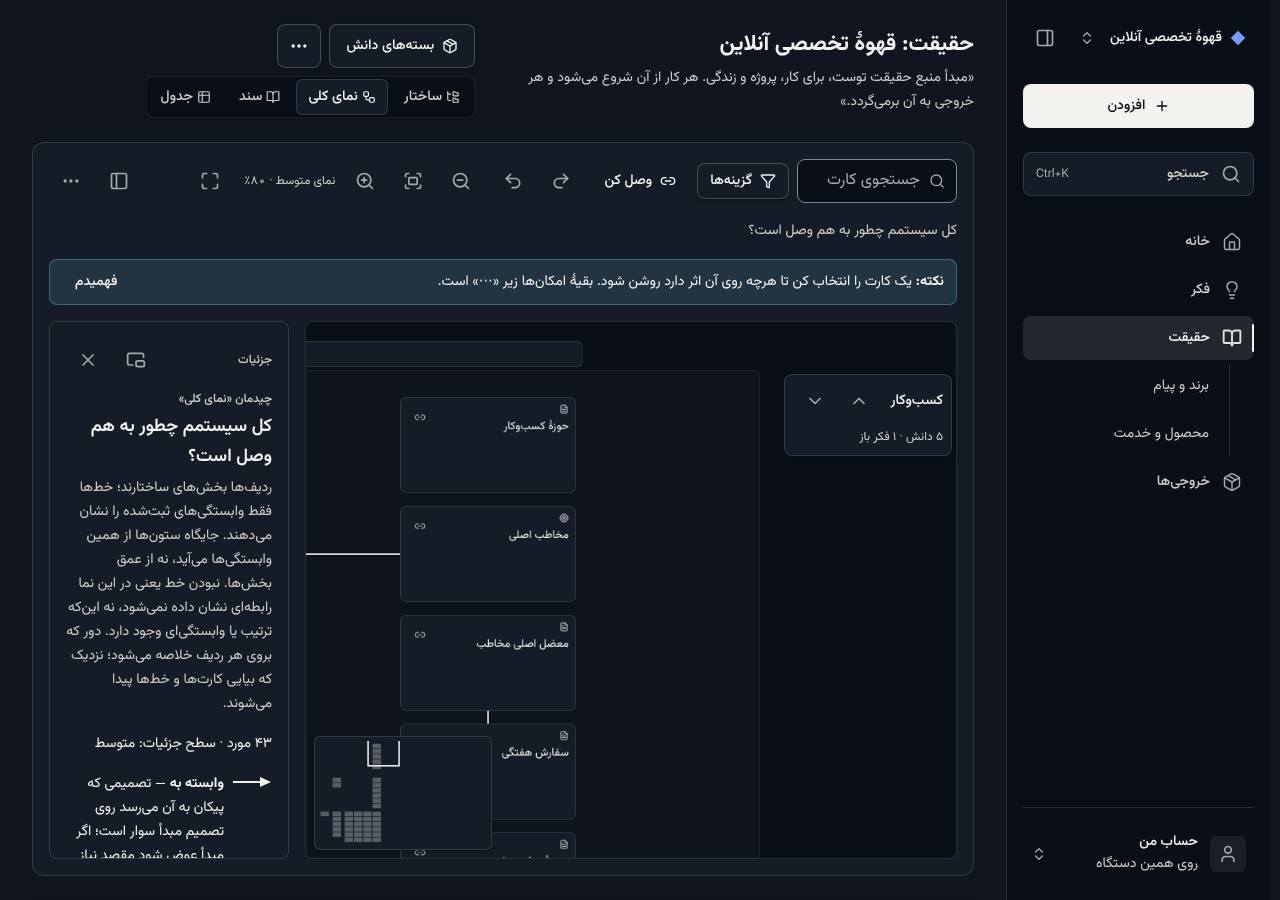 قهوهٔ تخصصی آنلاین
افزودن
جستجو
Ctrl+K
خانه
فکر
حقیقت
برند و پیام
محصول و خدمت
خروجی‌ها
حساب من
روی همین دستگاه
حقیقت: قهوهٔ تخصصی آنلاین
«مبدأ منبع حقیقت توست، برای کار، پروژه و زندگی. هر کار از آن شروع می‌شود و هر
خروجی به آن برمی‌گردد.»
بسته‌های دانش
ساختار
نمای کلی
سند
جدول
جستجوی کارت
گزینه‌ها
وصل کن
نمای متوسط · ۸۰٪
کل سیستمم چطور به هم وصل است؟
نکته: یک کارت را انتخاب کن تا هرچه روی آن اثر دارد روشن شود. بقیهٔ امکان‌ها زیر «···» است.
فهمیدم
کسب‌وکار
۵ دانش · ۱ فکر باز
حوزهٔ کسب‌وکار
مخاطب اصلی
معضل اصلی مخاطب
سفارش هفتگی
جزئیات
چیدمان «نمای کلی»
کل سیستمم چطور به هم
وصل است؟
ردیف‌ها بخش‌های ساختارند؛ خط‌ها
فقط وابستگی‌های ثبت‌شده را نشان
می‌دهند. جایگاه ستون‌ها از همین
وابستگی‌ها می‌آید، نه از عمق
بخش‌ها. نبودن خط یعنی در این نما
رابطه‌ای نشان داده نمی‌شود، نه این‌که
ترتیب یا وابستگی‌ای وجود دارد. دور که
بروی هر ردیف خلاصه می‌شود؛ نزدیک
که بیایی کارت‌ها و خط‌ها پیدا
می‌شوند.
۴۳ مورد · سطح جزئیات: متوسط
وابسته به — تصمیمی که
پیکان به آن می‌رسد روی
تصمیم مبدأ سوار است؛ اگر
مبدأ عوض شود مقصد نیاز